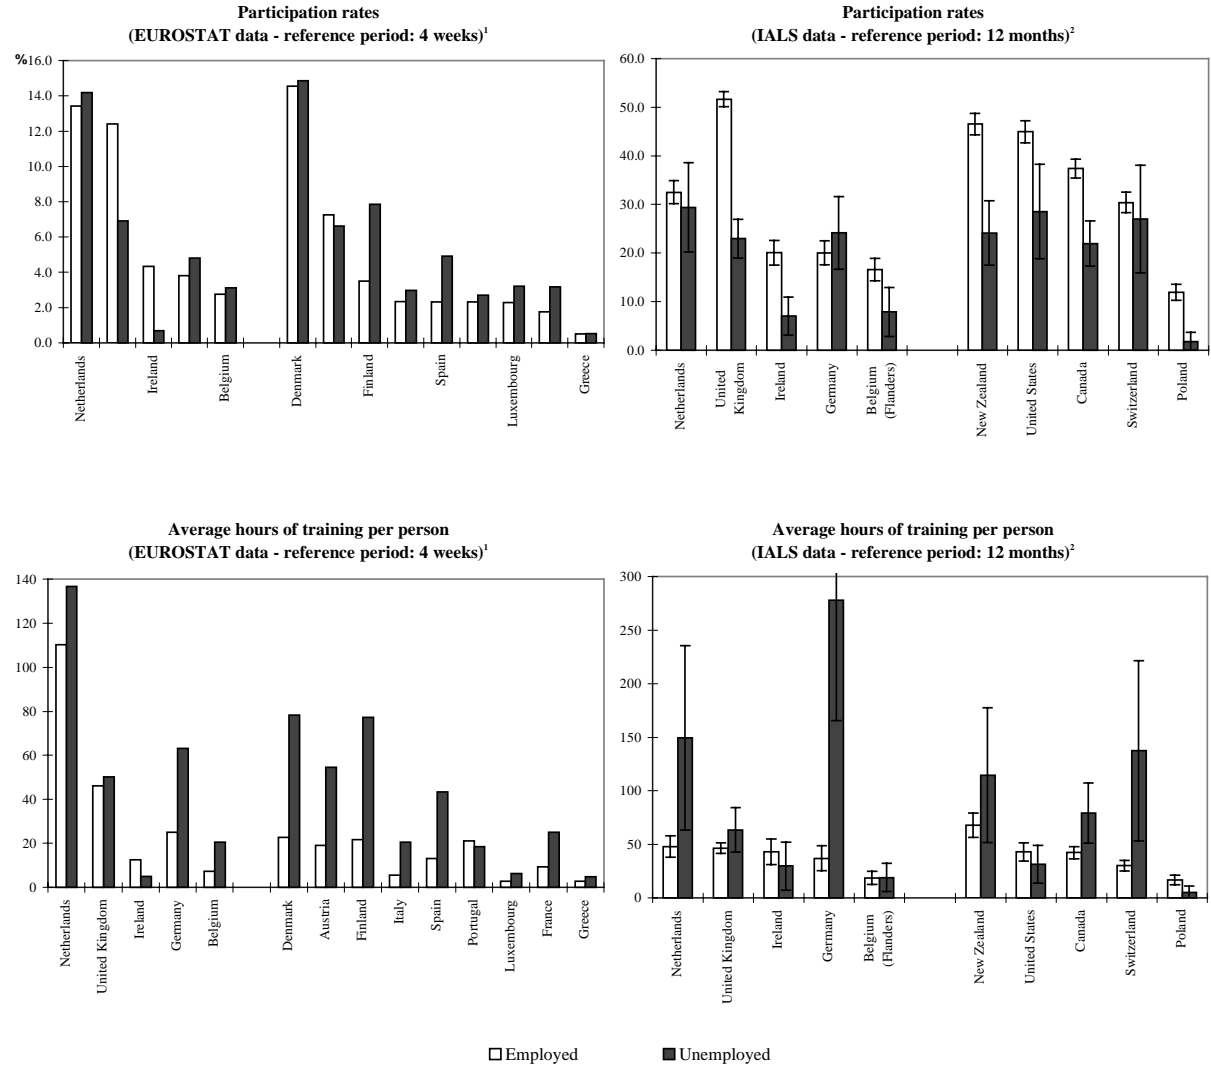 Participation rates
(EUROSTAT data - reference period: 4 weeks)1
%16.0
14.0
12.0
10.0
8.0
6.0
4.0
2.0
0.0
Netherlands
Ireland
Belgium
Denmark
Finland
Spain
Luxembourg
Greece
Participation rates
(IALS data - reference period: 12 months)2
60.0
50.0
40.0
30.0
20.0
10.0
0.0
Netherlands
United
Kingdom
Ireland
Germany
Belgium
(Flanders)
New Zealand
United States
Canada
Switzerland
Poland
Average hours of training per person
(EUROSTAT data - reference period: 4 weeks)1
140
120
100
80
60
40
20
0
Netherlands
United Kingdom
Ireland
Germany
Belgium
Denmark
Austria
Finland
Italy
Spain
Portugal
Luxembourg
France
Greece
Average hours of training per person
(IALS data - reference period: 12 months)2
300
250
200
150
100
50
0
Netherlands
United Kingdom
Ireland
Germany
Belgium
(Flanders)
New Zealand
United States
Canada
Switzerland
Poland
Employed
Unemployed